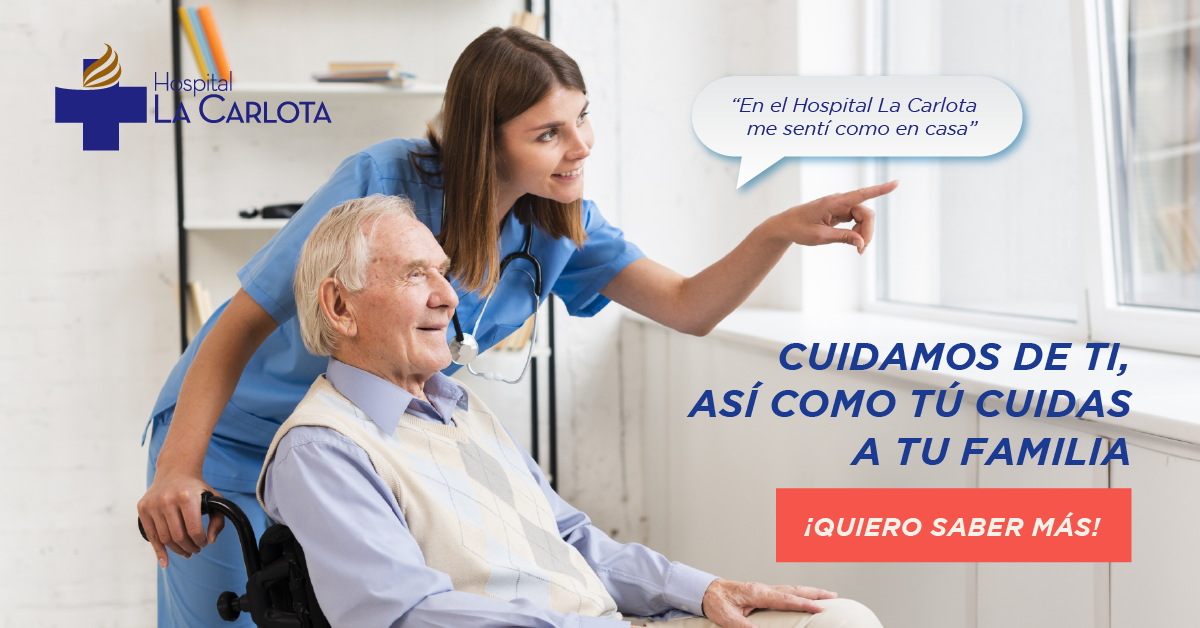 Hospital
LA CARLOTA
“En el Hospital La Carlota
me sentí como en casa”
CUIDAMOS DE TI,
ASÍ COMO TÚ CUIDAS
A TU FAMILIA
¡QUIERO SABER MÁS!